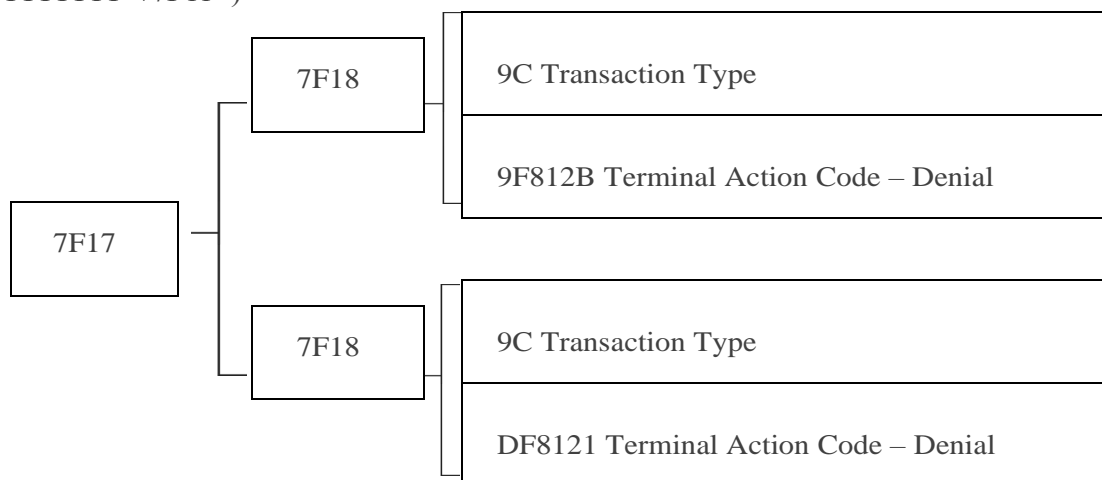 7F18
9C Transaction Type
9F812B Terminal Action Code – Denial
7F17
7F18
9C Transaction Type
DF8121 Terminal Action Code – Denial